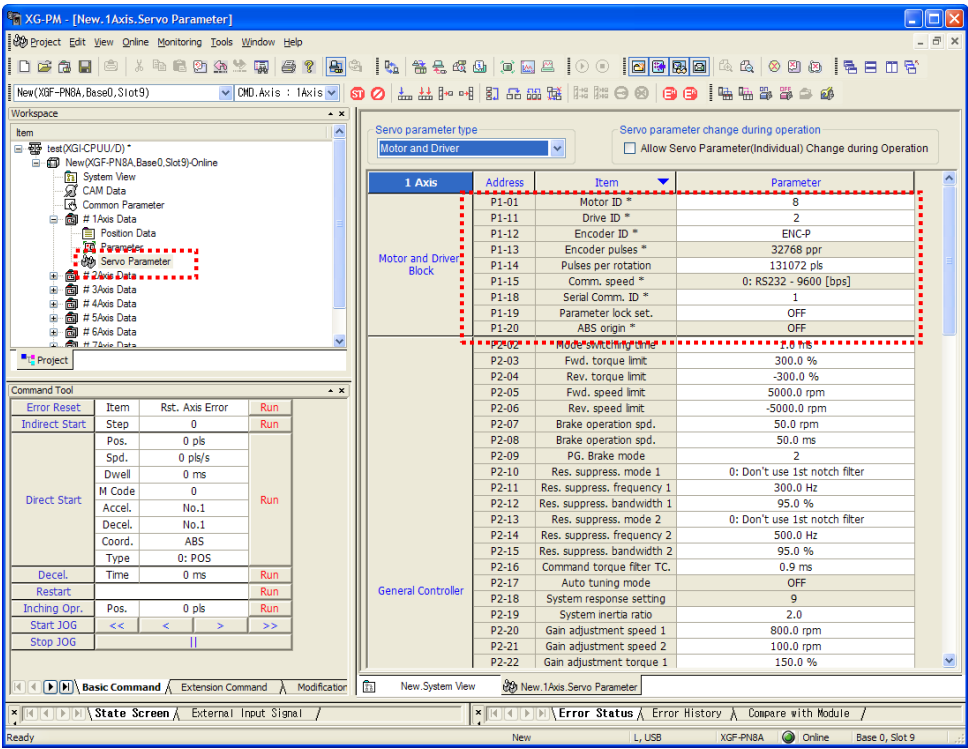 XG-PM - [New.1Axis.Servo Parameter]
Project Edit View Online Monitoring Tools Window Help
New(XGF-PN8A,Base0,Slot9) CMD.Axis : 1Axis
Workspace
Item
test(XGI-CPUU/D) *
New(XGF-PN8A,Base0,Slot9)-Online
System View
CAM Data
Common Parameter
# 1Axis Data
Position Data
Parameter
Servo Parameter
# 2Axis Data
# 3Axis Data
# 4Axis Data
# 5Axis Data
# 6Axis Data
# 7Axis Data
Project
Command Tool
Error Reset Item Rst. Axis Error Run
Indirect Start Step 0 Run
Direct Start Pos. 0 pls Run
Spd. 0 pls/s
Dwell 0 ms
M Code 0
Accel. No.1
Decel. No.1
Coord. ABS
Type 0: POS
Decel. Time 0 ms Run
Restart Run
Inching Opr. Pos. 0 pls Run
Start JOG << < > >>
Stop JOG ||
Basic Command Extension Command Modification
Servo parameter type
Motor and Driver
Servo parameter change during operation
Allow Servo Parameter(Individual) Change during Operation
1 Axis Address Item Parameter
Motor and Driver Block
P1-01 Motor ID * 8
P1-11 Drive ID * 2
P1-12 Encoder ID * ENC-P
P1-13 Encoder pulses * 32768 ppr
P1-14 Pulses per rotation 131072 pls
P1-15 Comm. speed * 0: RS232 - 9600 [bps]
P1-18 Serial Comm. ID * 1
P1-19 Parameter lock set. OFF
P1-20 ABS origin * OFF
General Controller
P2-02 Mode switching time 1.0 ms
P2-03 Fwd. torque limit 300.0 %
P2-04 Rev. torque limit -300.0 %
P2-05 Fwd. speed limit 5000.0 rpm
P2-06 Rev. speed limit -5000.0 rpm
P2-07 Brake operation spd. 50.0 rpm
P2-08 Brake operation spd. 50.0 ms
P2-09 PG. Brake mode 2
P2-10 Res. suppress. mode 1 0: Don't use 1st notch filter
P2-11 Res. suppress. frequency 1 300.0 Hz
P2-12 Res. suppress. bandwidth 1 95.0 %
P2-13 Res. suppress. mode 2 0: Don't use 1st notch filter
P2-14 Res. suppress. frequency 2 500.0 Hz
P2-15 Res. suppress. bandwidth 2 95.0 %
P2-16 Command torque filter TC. 0.9 ms
P2-17 Auto tuning mode OFF
P2-18 System response setting 9
P2-19 System inertia ratio 2.0
P2-20 Gain adjustment speed 1 800.0 rpm
P2-21 Gain adjustment speed 2 100.0 rpm
P2-22 Gain adjustment torque 1 150.0 %
New.System View New.1Axis.Servo Parameter
State Screen External Input Signal
Error Status Error History Compare with Module
Ready New L, USB XGF-PN8A Online Base 0, Slot 9